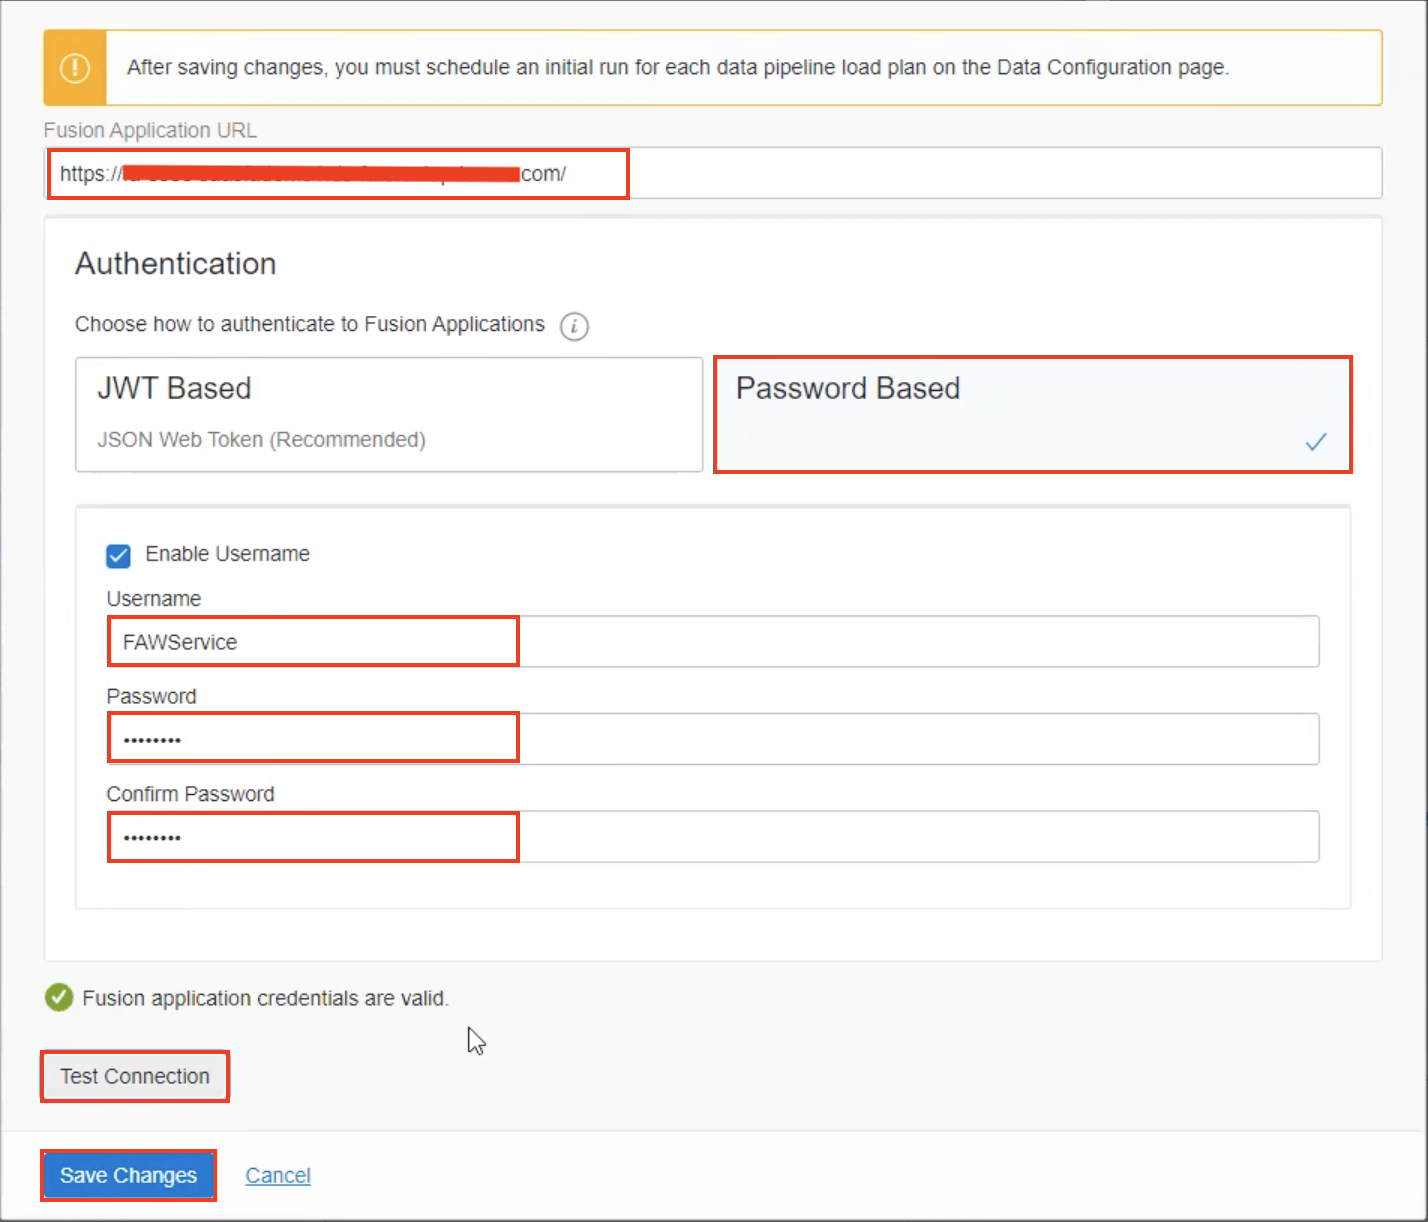 After saving changes, you must schedule an initial run for each data pipeline load plan on the Data Configuration page.
Fusion Application URL
https:// com/
Authentication
Choose how to authenticate to Fusion Applications
JWT Based
JSON Web Token (Recommended)
Password Based
Enable Username
Username
FAWService
Password
••••••••
Confirm Password
••••••••
Fusion application credentials are valid.
Test Connection
Save Changes
Cancel